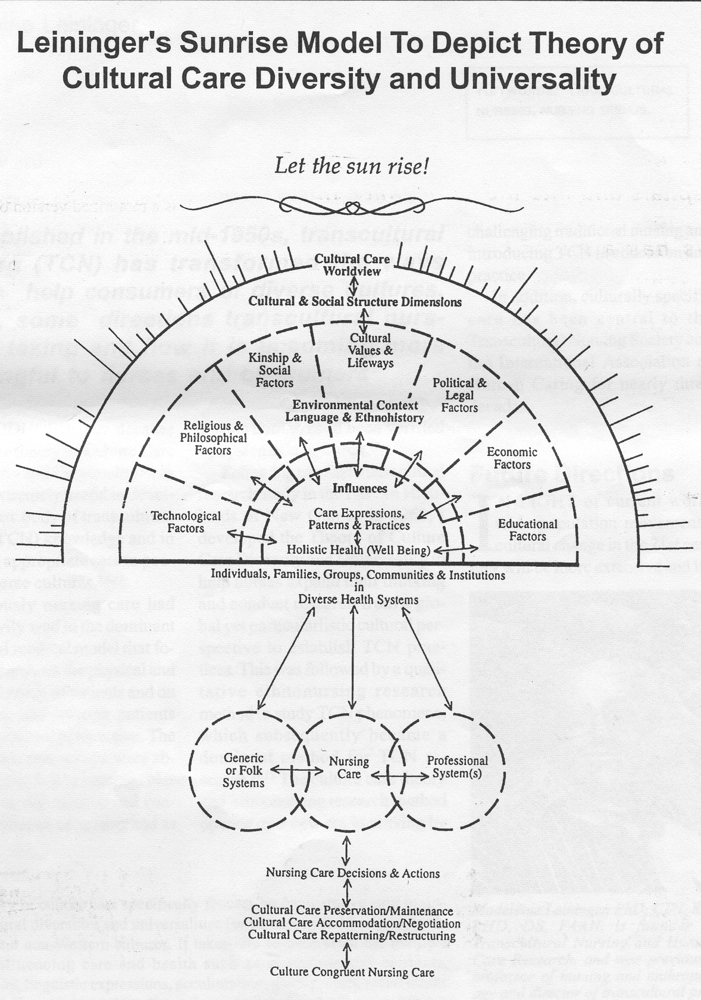 Leininger's Sunrise Model To Depict Theory of
Cultural Care Diversity and Universality
Let the sun rise!
Cultural Care
Worldview
Cultural & Social Structure Dimensions
Cultural
Values &
Lifeways
Kinship &
Social
Factors
Political &
Legal
Factors
Environmental Context
Language & Ethnohistory
Religious &
Philosophical
Factors
Economic
Factors
Technological
Factors
Educational
Factors
Influences
Care Expressions,
Patterns & Practices
Holistic Health (Well Being)
Individuals, Families, Groups, Communities & Institutions
in
Diverse Health Systems
Generic
or Folk
Systems
Nursing
Care
Professional
System(s)
Nursing Care Decisions & Actions
Cultural Care Preservation/Maintenance
Cultural Care Accommodation/Negotiation
Cultural Care Repatterning/Restructuring
Culture Congruent Nursing Care